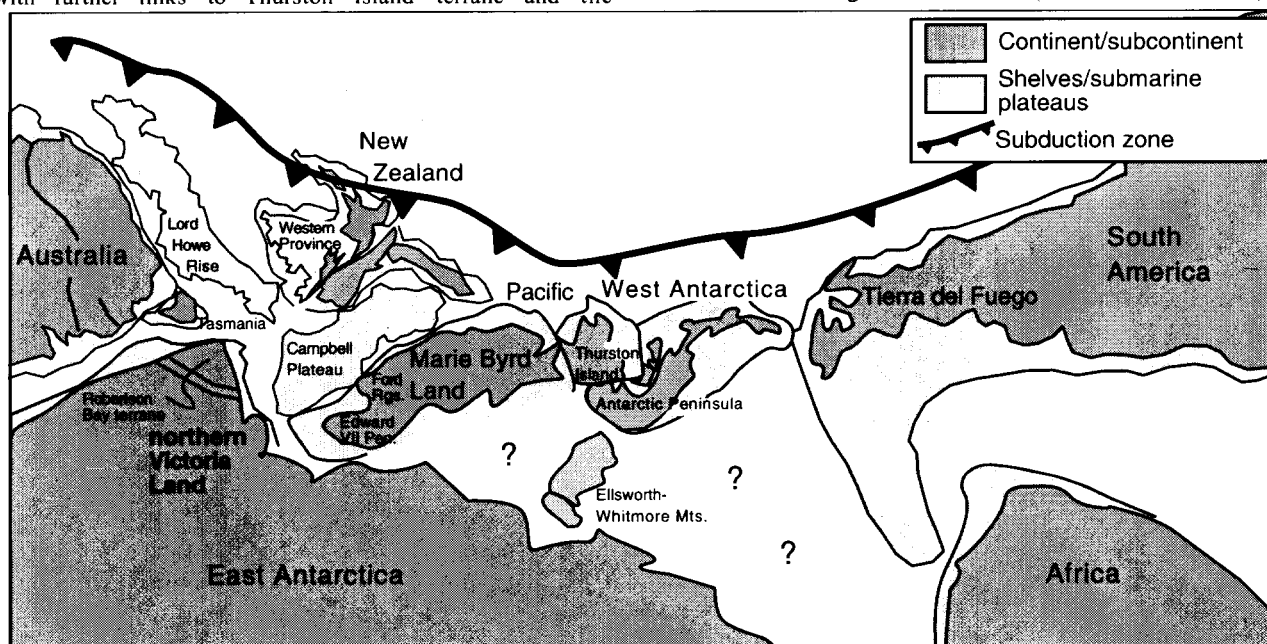 with further links to Thurston Island terrane and the
Continent/subcontinent
Shelves/submarine
plateaus
Subduction zone
New
Zealand
Lord
Howe
Rise
Western
Province
Australia
South
America
Pacific
West Antarctica
Tierra del Fuego
Tasmania
Campbell
Plateau
Marie Byrd
Land
Thurston
Island
Ford
Rgs.
Antarctic Peninsula
Robertson
Bay terrane
Edward
VII Pen.
northern
Victoria
Land
?
?
Ellsworth-
Whitmore Mts.
?
East Antarctica
Africa